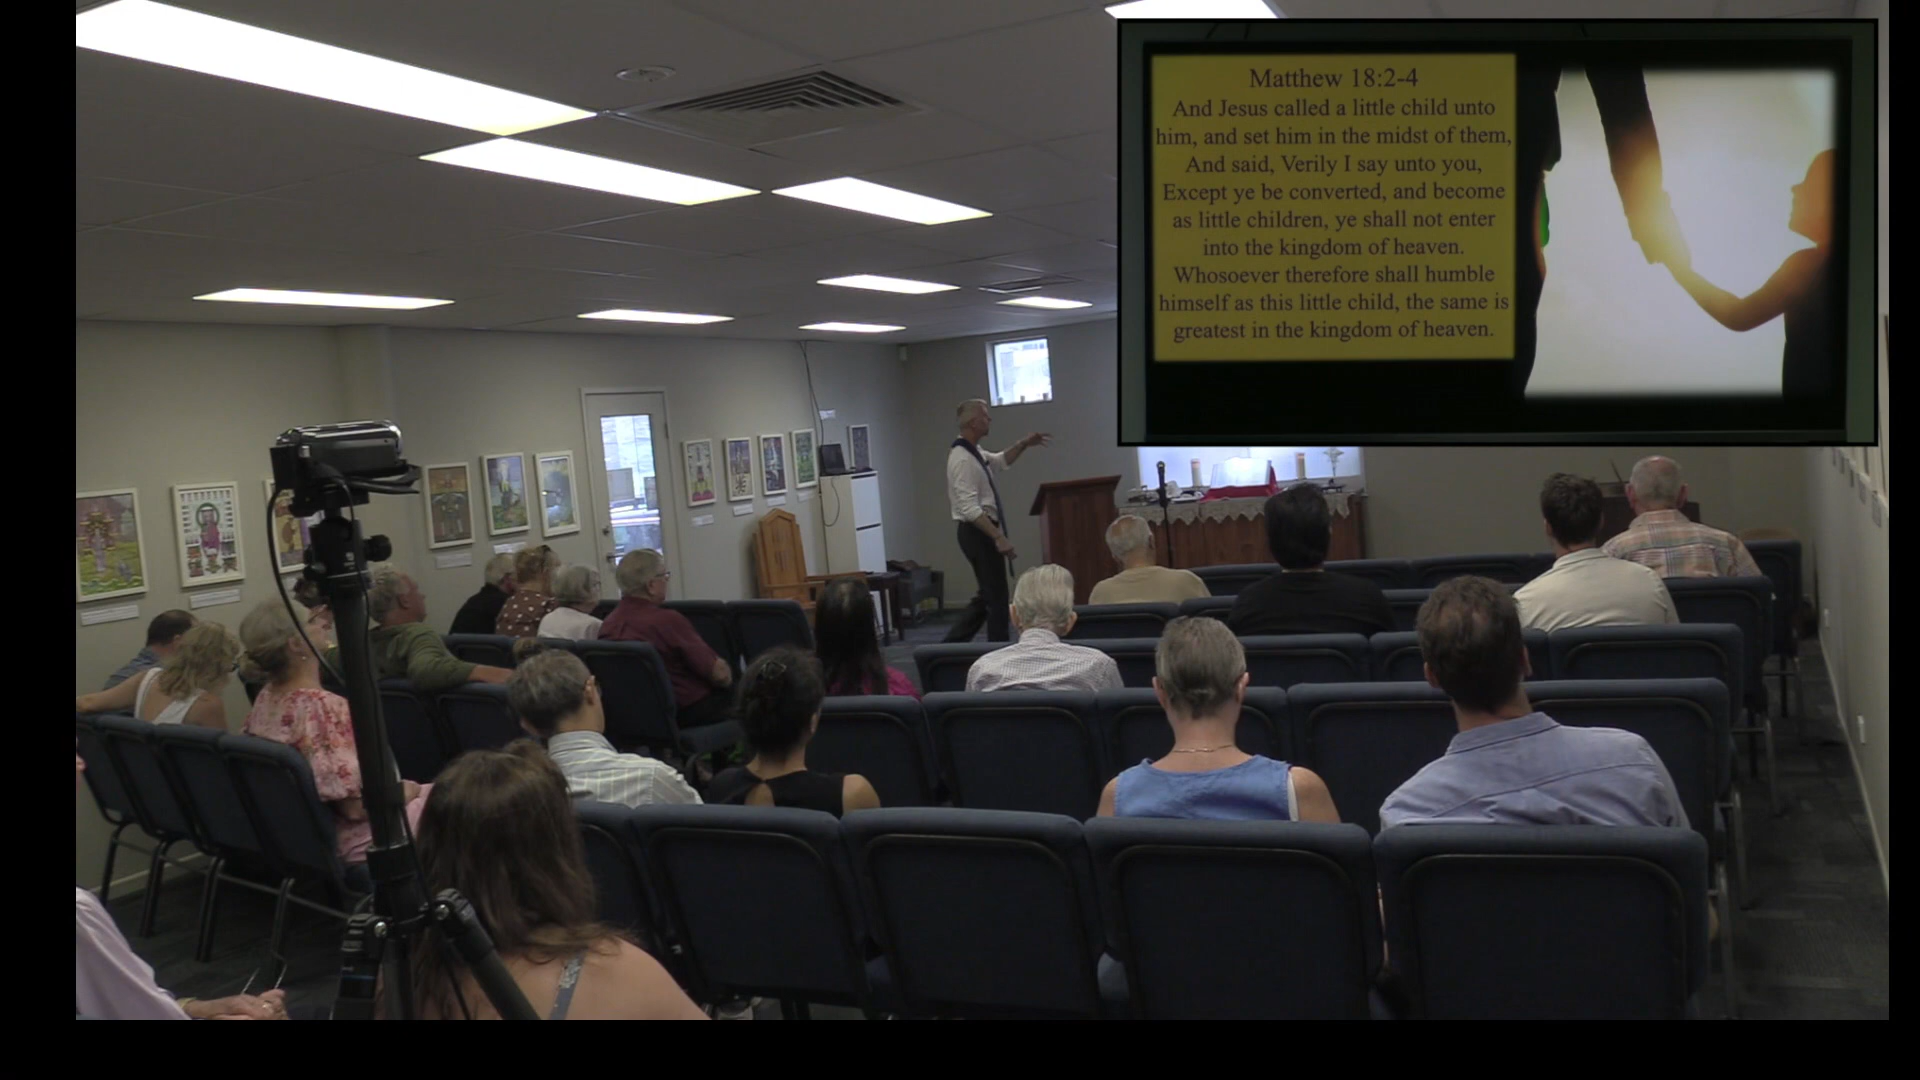 Matthew 18:2-4
And Jesus called a little child unto
him, and set him in the midst of them,
And said, Verily I say unto you,
Except ye be converted, and become
as little children, ye shall not enter
into the kingdom of heaven.
Whosoever therefore shall humble
himself as this little child, the same is
greatest in the kingdom of heaven.